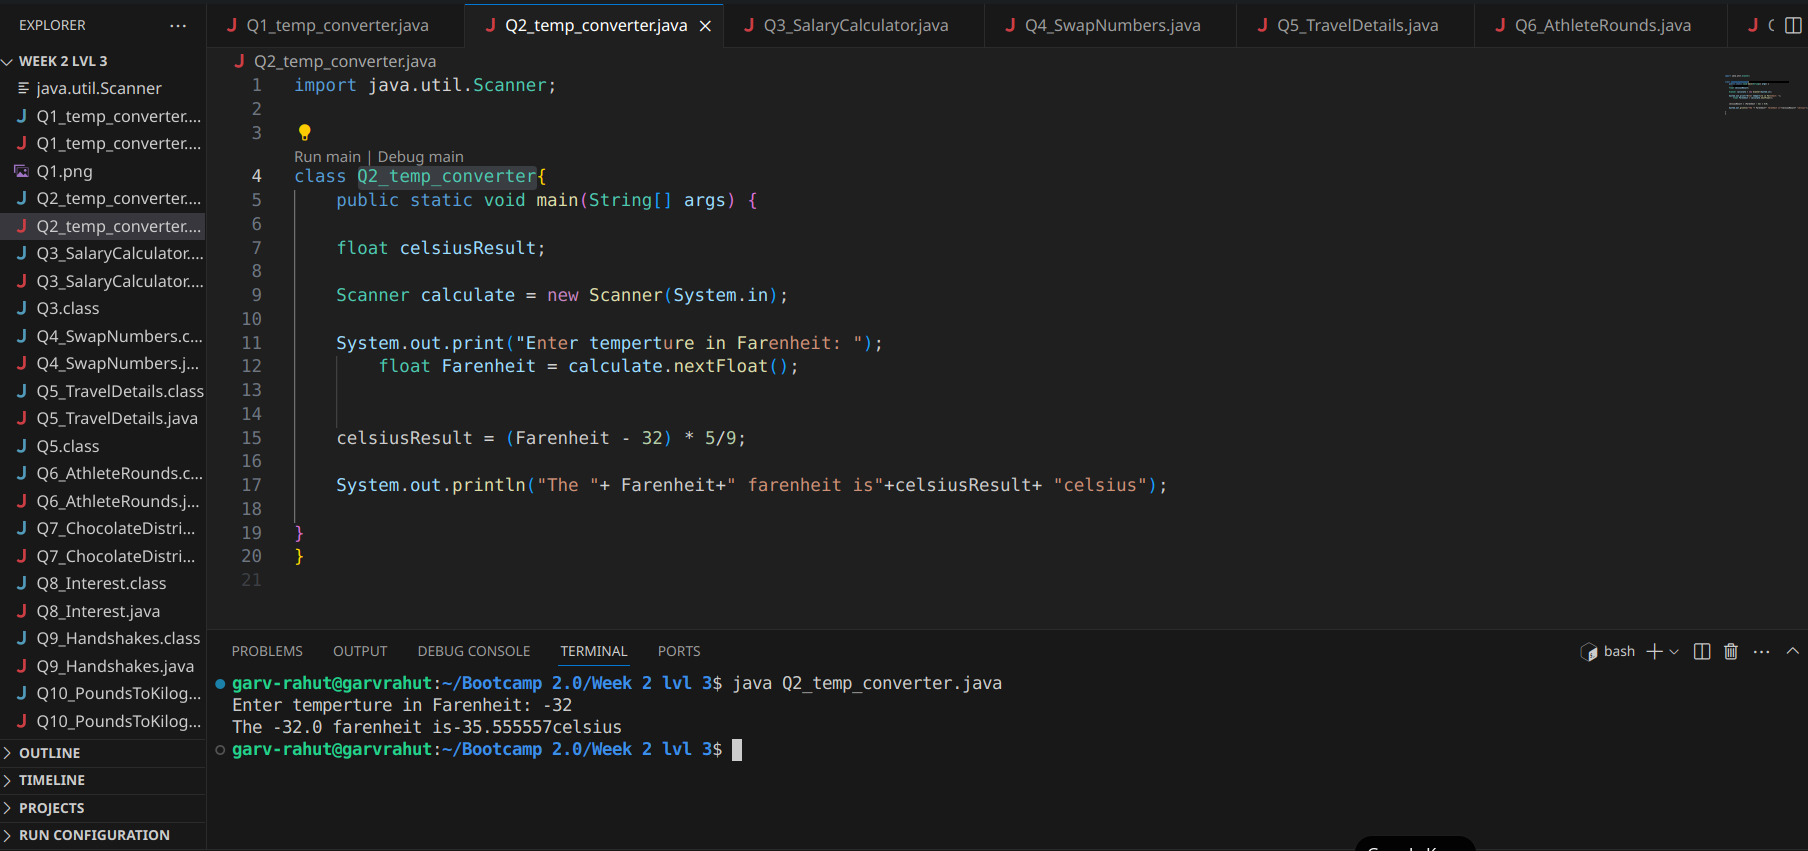 EXPLORER
WEEK 2 LVL 3
java.util.Scanner
Q1_temp_converter....
Q1_temp_converter....
Q1.png
Q2_temp_converter....
Q2_temp_converter....
Q3_SalaryCalculator....
Q3_SalaryCalculator....
Q3.class
Q4_SwapNumbers.c...
Q4_SwapNumbers.j...
Q5_TravelDetails.class
Q5_TravelDetails.java
Q5.class
Q6_AthleteRounds.c...
Q6_AthleteRounds.j...
Q7_ChocolateDistri...
Q7_ChocolateDistri...
Q8_Interest.class
Q8_Interest.java
Q9_Handshakes.class
Q9_Handshakes.java
Q10_PoundsToKilog...
Q10_PoundsToKilog...
OUTLINE
TIMELINE
PROJECTS
RUN CONFIGURATION
Q1_temp_converter.java Q2_temp_converter.java Q3_SalaryCalculator.java Q4_SwapNumbers.java Q5_TravelDetails.java Q6_AthleteRounds.java
Q2_temp_converter.java
1 import java.util.Scanner;
2
3
Run main | Debug main
4 class Q2_temp_converter{
5 public static void main(String[] args) {
6
7 float celsiusResult;
8
9 Scanner calculate = new Scanner(System.in);
10
11 System.out.print("Enter temperture in Farenheit: ");
12 float Farenheit = calculate.nextFloat();
13
14
15 celsiusResult = (Farenheit - 32) * 5/9;
16
17 System.out.println("The "+ Farenheit+" farenheit is"+celsiusResult+ "celsius");
18
19 }
20 }
21
PROBLEMS OUTPUT DEBUG CONSOLE TERMINAL PORTS bash
garv-rahut@garvrahut:~/Bootcamp 2.0/Week 2 lvl 3$ java Q2_temp_converter.java
Enter temperture in Farenheit: -32
The -32.0 farenheit is-35.555557celsius
garv-rahut@garvrahut:~/Bootcamp 2.0/Week 2 lvl 3$